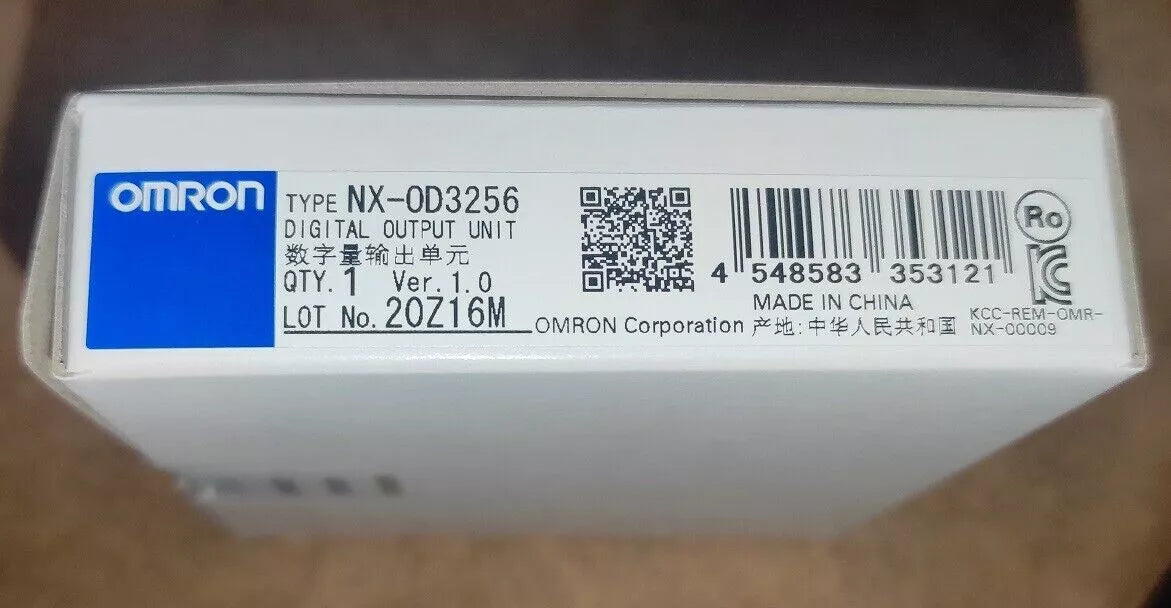 OMRON
TYPE NX-OD3256
DIGITAL OUTPUT UNIT
数字量输出单元
QTY. 1 Ver. 1.0
LOT No. 20Z16M
OMRON Corporation
4 548583 353121
MADE IN CHINA
产地: 中华人民共和国
Ro
KCC-REM-OMR-
NX-00009